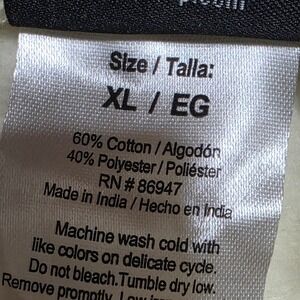 Size / Talla:
XL / EG
60% Cotton / Algodón
40% Polyester / Poliéster
RN # 86947
Made in India / Hecho en India
Machine wash cold with
like colors on delicate cycle.
Do not bleach. Tumble dry low.
Remove promptly. Low